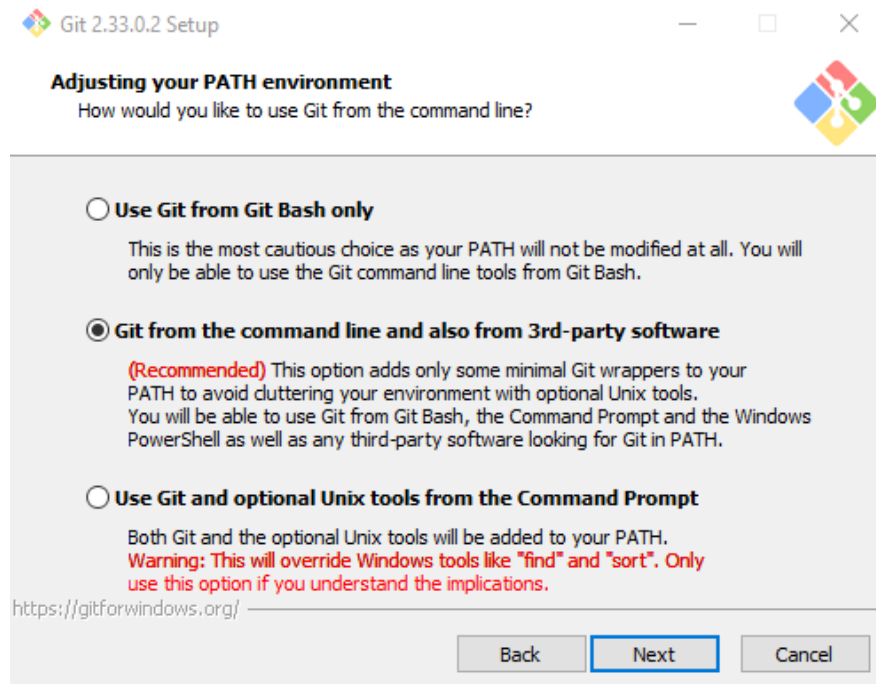 Git 2.33.0.2 Setup
Adjusting your PATH environment
How would you like to use Git from the command line?
Use Git from Git Bash only
This is the most cautious choice as your PATH will not be modified at all. You will
only be able to use the Git command line tools from Git Bash.
Git from the command line and also from 3rd-party software
(Recommended) This option adds only some minimal Git wrappers to your
PATH to avoid cluttering your environment with optional Unix tools.
You will be able to use Git from Git Bash, the Command Prompt and the Windows
PowerShell as well as any third-party software looking for Git in PATH.
Use Git and optional Unix tools from the Command Prompt
Both Git and the optional Unix tools will be added to your PATH.
Warning: This will override Windows tools like "find" and "sort". Only
use this option if you understand the implications.
https://gitforwindows.org/
Back Next Cancel